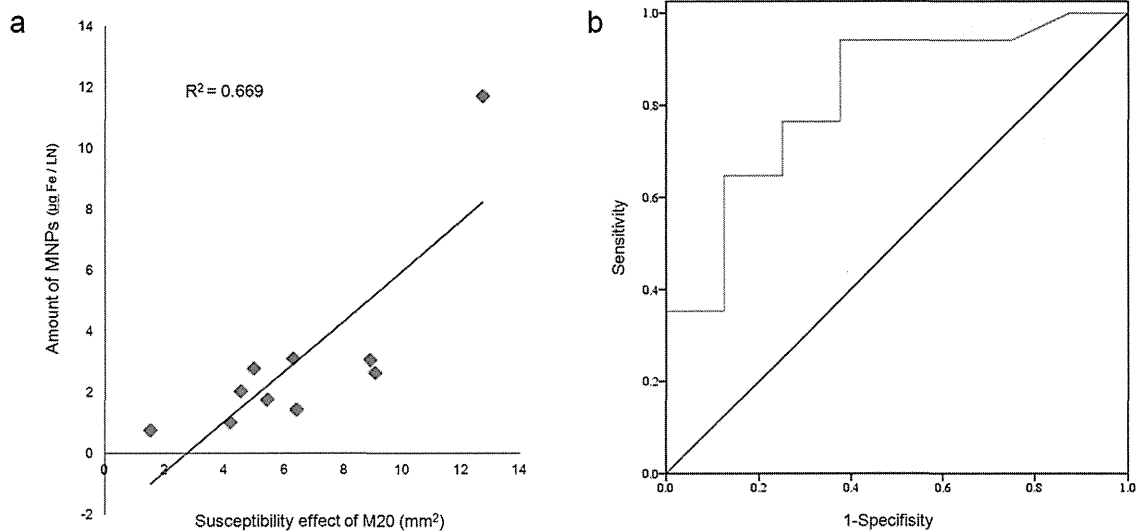 a
14
12
10
8
6
4
2
0
-2
R² = 0.669
Amount of MNPs (µg Fe / LN)
0 2 4 6 8 10 12 14
Susceptibility effect of M20 (mm²)
b
1.0
0.8
0.6
0.4
0.2
0.0
Sensitivity
0.0 0.2 0.4 0.6 0.8 1.0
1-Specifisity